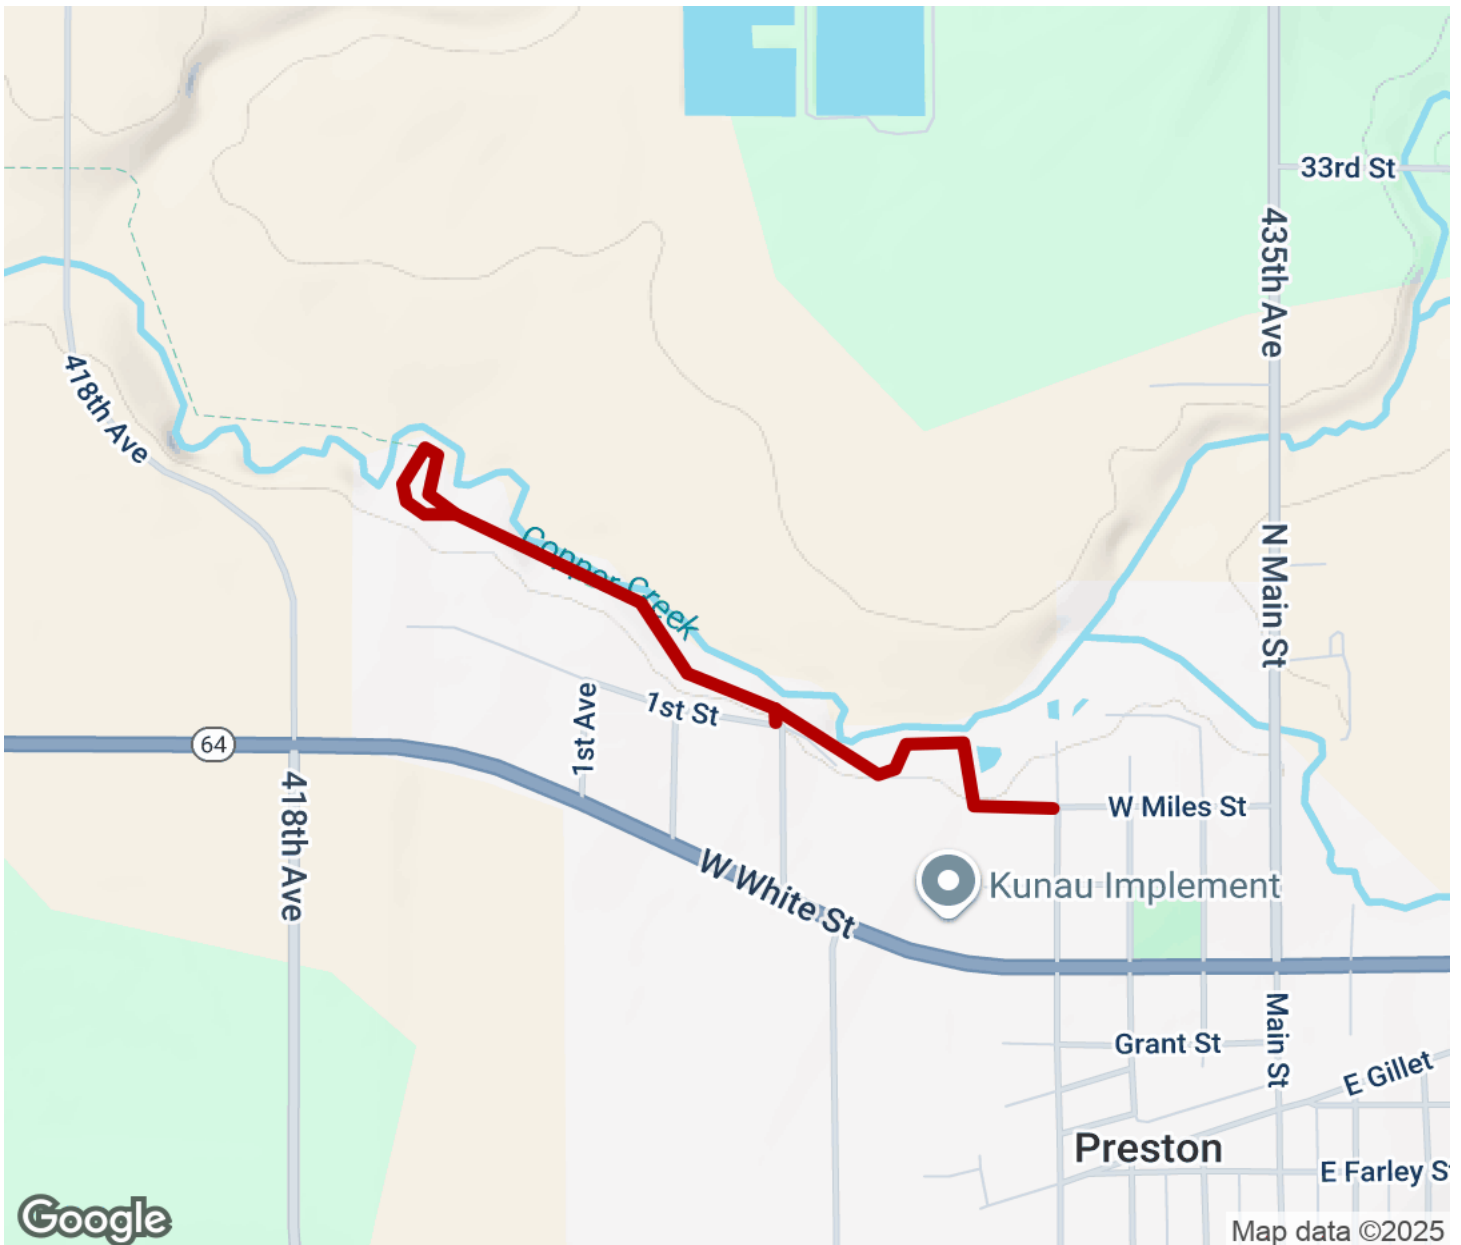 33rd St
435th Ave
418th Ave
Copper Creek
N Main St
1st Ave
1st St
64
418th Ave
W Miles St
W White St
Kunau Implement
Main St
Grant St
E Gillet
Preston
E Farley S
Google
Map data ©2025